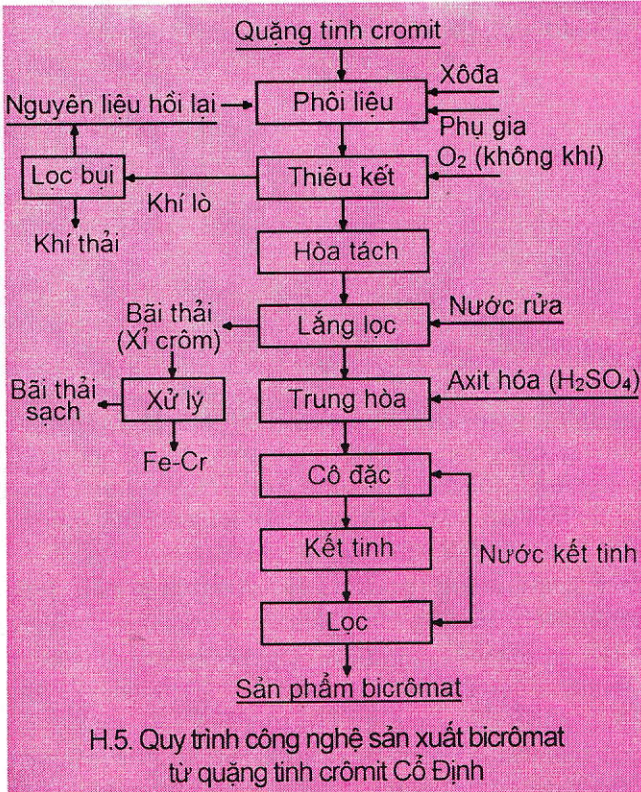 Quặng tinh cromit
Xôđa
Nguyên liệu hồi lại
Phôi liệu
Phụ gia
O₂ (không khí)
Lọc bụi
Khí lò
Thiêu kết
Khí thải
Hòa tách
Bãi thải
(Xỉ crôm)
Lắng lọc
Nước rửa
Bãi thải
sạch
Xử lý
Trung hòa
Axit hóa (H₂SO₄)
Fe-Cr
Cô đặc
Kết tinh
Nước kết tinh
Lọc
Sản phẩm bicrômat
H.5. Quy trình công nghệ sản xuất bicrômat
từ quặng tinh crômit Cổ Định